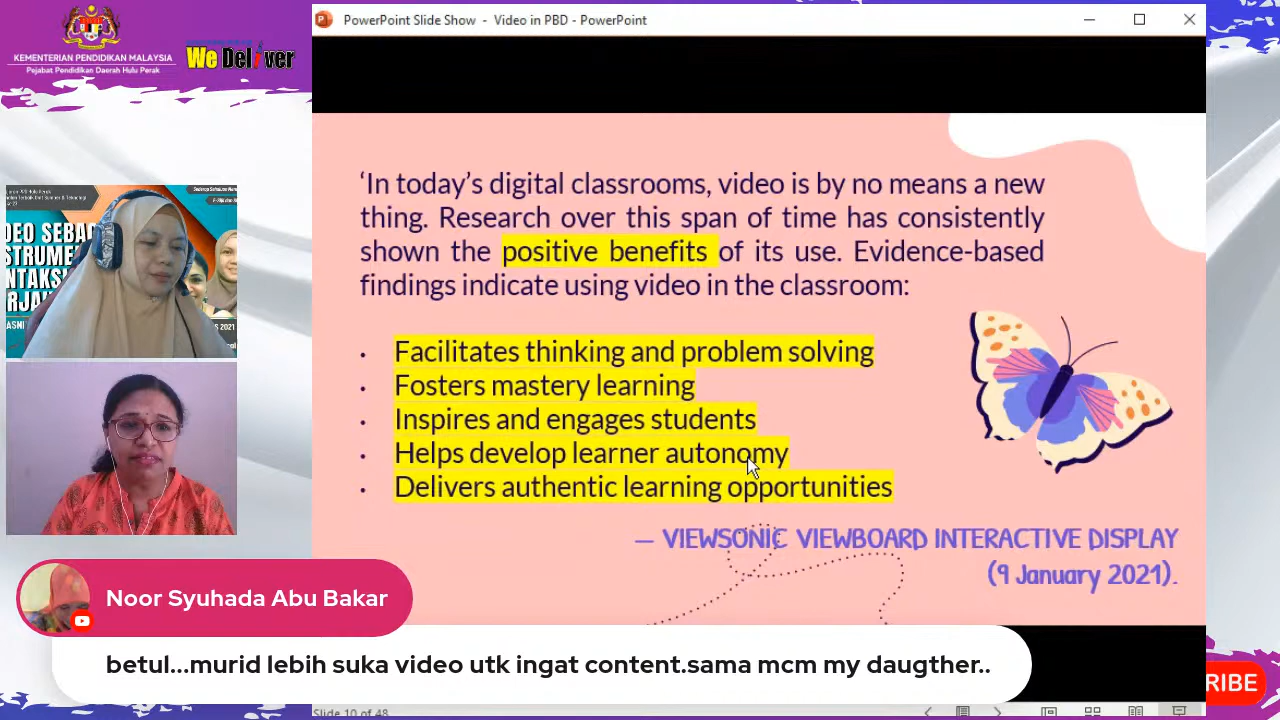 KEMENTERIAN PENDIDIKAN MALAYSIA
Pejabat Pendidikan Daerah Hulu Perak
We Deliver
PowerPoint Slide Show - Video in PBD - PowerPoint
‘In today’s digital classrooms, video is by no means a new
thing. Research over this span of time has consistently
shown the positive benefits of its use. Evidence-based
findings indicate using video in the classroom:
• Facilitates thinking and problem solving
• Fosters mastery learning
• Inspires and engages students
• Helps develop learner autonomy
• Delivers authentic learning opportunities
— VIEWSONIC VIEWBOARD INTERACTIVE DISPLAY
(9 January 2021).
Noor Syuhada Abu Bakar
betul...murid lebih suka video utk ingat content.sama mcm my daugther..
RIBE
Slide 10 of 48